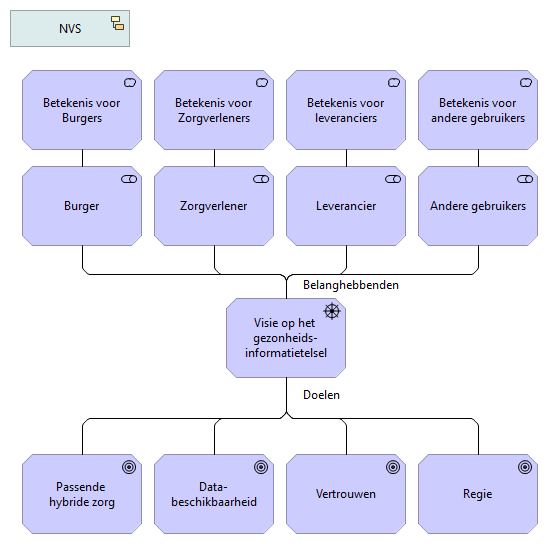 NVS
Betekenis voor
Burgers
Betekenis voor
Zorgverleners
Betekenis voor
leveranciers
Betekenis voor
andere gebruikers
Burger
Zorgverlener
Leverancier
Andere gebruikers
Belanghebbenden
Visie op het
gezonheids-
informatietelsel
Doelen
Passende
hybride zorg
Data-
beschikbaarheid
Vertrouwen
Regie